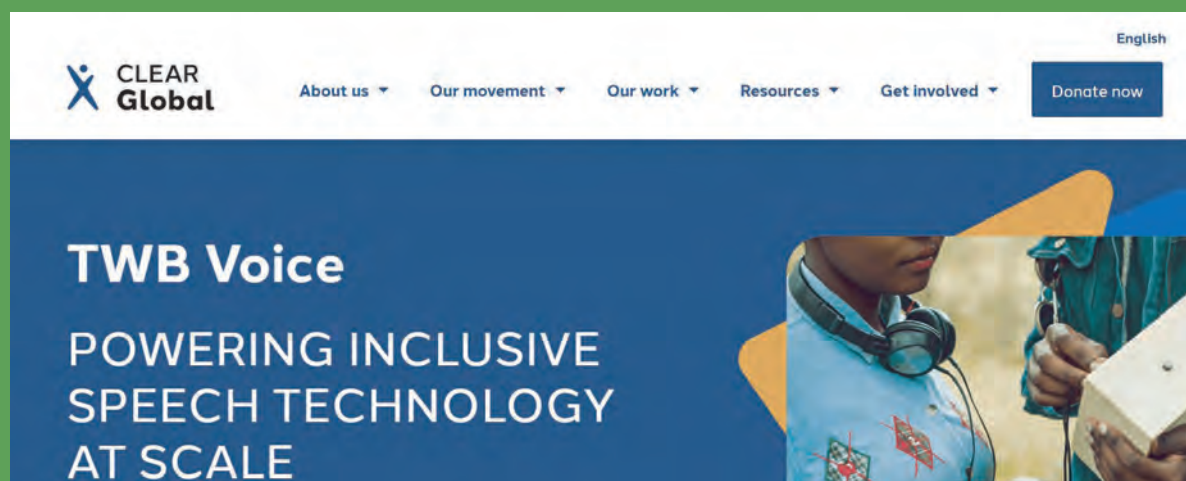 English
CLEAR
Global
About us
Our movement
Our work
Resources
Get involved
Donate now
TWB Voice
POWERING INCLUSIVE
SPEECH TECHNOLOGY
AT SCALE